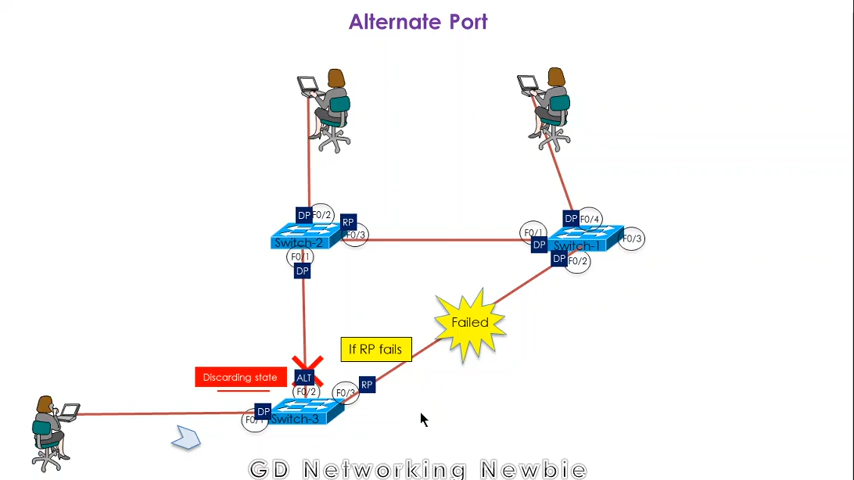 Alternate Port
DP
F0/2
RP
F0/3
Switch-2
F0/1
DP
DP
F0/4
F0/1
DP
Switch-1
F0/3
DP
F0/2
Failed
If RP fails
Discarding state
ALT
F0/2
F0/3
RP
DP
Switch-3
GD Networking Newbie